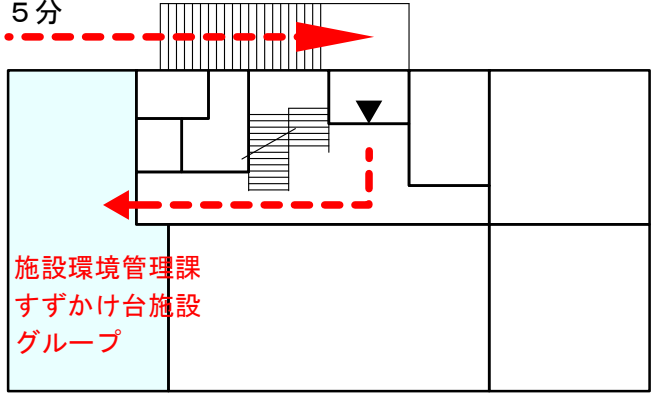 ５分
施設環境管理課
すずかけ台施設
グループ